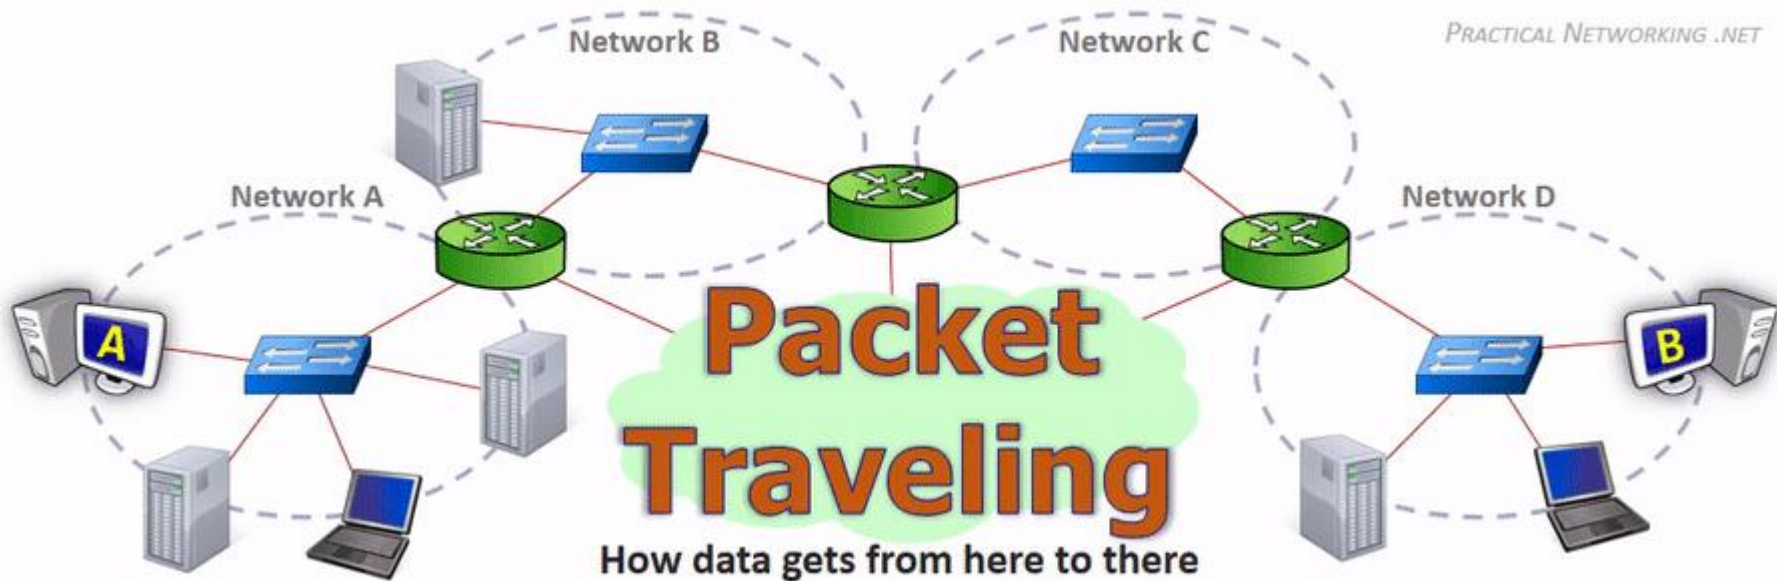 PRACTICAL NETWORKING .NET
Network B
Network C
Network A
Network D
A
B
Packet
Traveling
How data gets from here to there